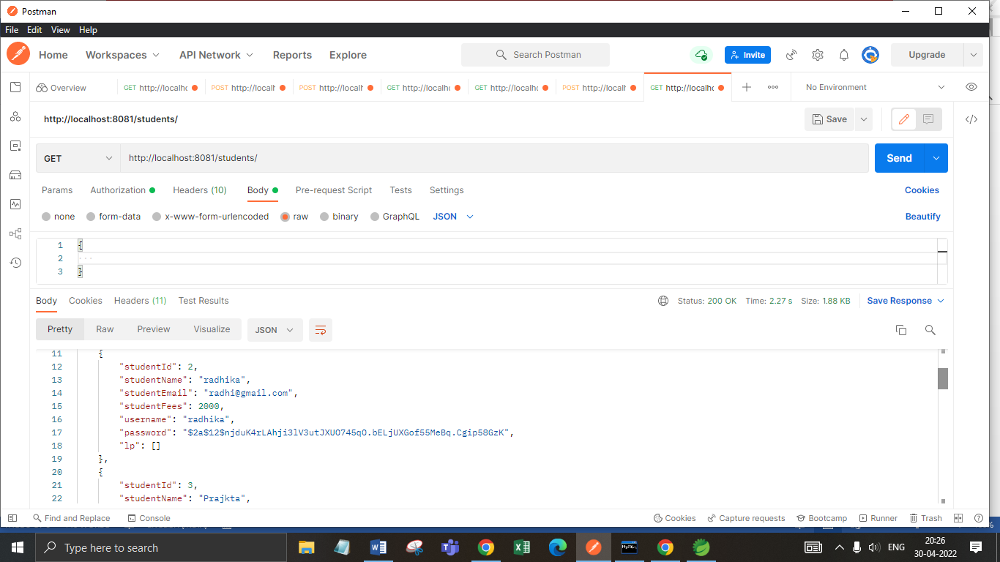 Postman
File Edit View Help
Home Workspaces API Network Reports Explore Search Postman Invite Upgrade
Overview GET http://localhc POST http://localh POST http://localh GET http://localhc GET http://localhc POST http://localh GET http://localhc No Environment
http://localhost:8081/students/ Save
GET http://localhost:8081/students/ Send
Params Authorization Headers (10) Body Pre-request Script Tests Settings Cookies
none form-data x-www-form-urlencoded raw binary GraphQL JSON Beautify
1 {
2 ...
3 }
Body Cookies Headers (11) Test Results Status: 200 OK Time: 2.27 s Size: 1.88 KB Save Response
Pretty Raw Preview Visualize JSON
11 {
12 "studentId": 2,
13 "studentName": "radhika",
14 "studentEmail": "radhi@gmail.com",
15 "studentFees": 2000,
16 "username": "radhika",
17 "password": "$2a$12$njduK4rLAhji3lV3utJXUO745qO.bELjUXGof55MeBq.Cgip58GzK",
18 "lp": []
19 },
20 {
21 "studentId": 3,
22 "studentName": "Prajkta",
Find and Replace Console Cookies Capture requests Bootcamp Runner Trash
Type here to search ENG 20:26
30-04-2022